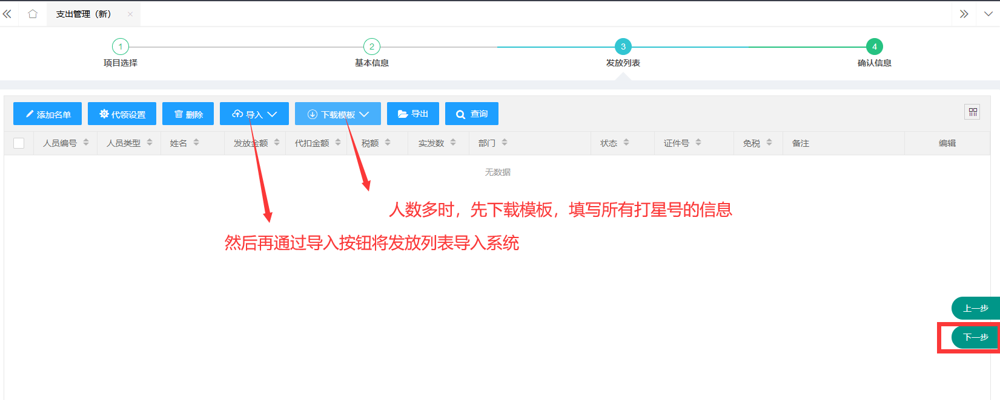 支出管理（新）
1
2
3
4
项目选择
基本信息
发放列表
确认信息
添加名单
代领设置
删除
导入
下载模板
导出
查询
人员编号
人员类型
姓名
发放金额
代扣金额
税额
实发数
部门
状态
证件号
免税
备注
编辑
无数据
人数多时，先下载模板，填写所有打星号的信息
然后再通过导入按钮将发放列表导入系统
上一步
下一步